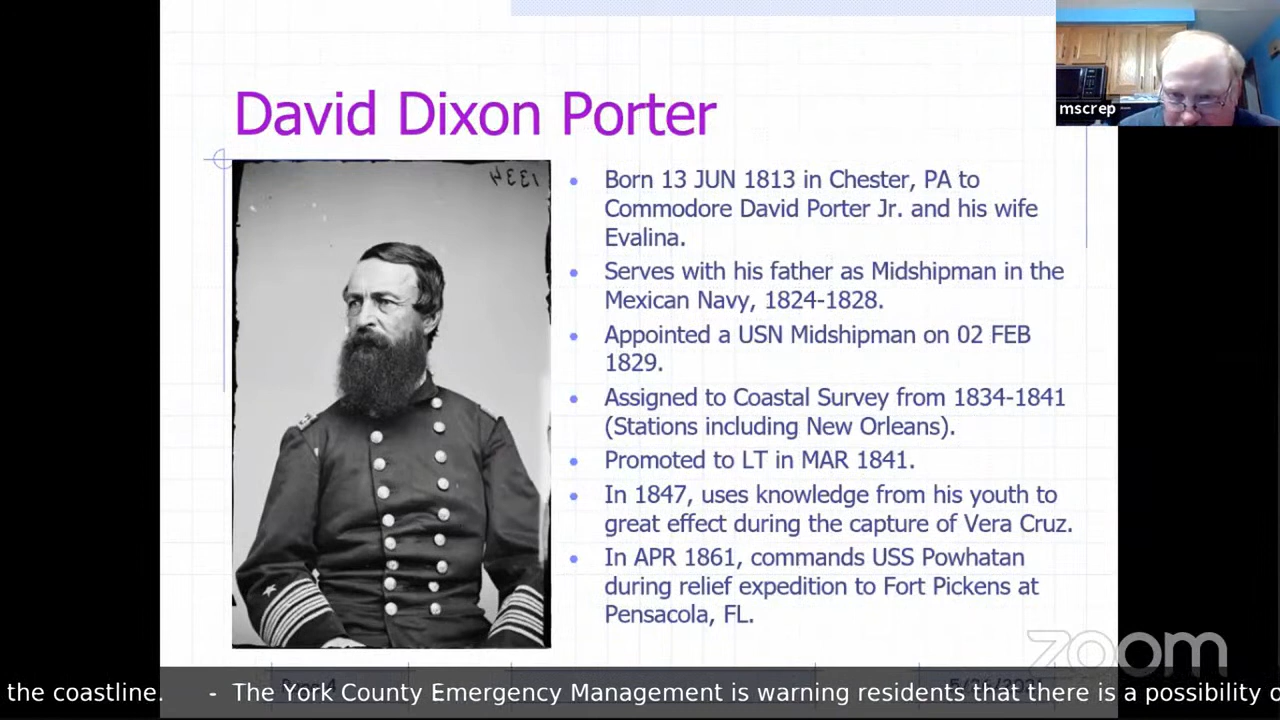 David Dixon Porter
mscrep
1334
Born 13 JUN 1813 in Chester, PA to
Commodore David Porter Jr. and his wife
Evalina.
Serves with his father as Midshipman in the
Mexican Navy, 1824-1828.
Appointed a USN Midshipman on 02 FEB
1829.
Assigned to Coastal Survey from 1834-1841
(Stations including New Orleans).
Promoted to LT in MAR 1841.
In 1847, uses knowledge from his youth to
great effect during the capture of Vera Cruz.
In APR 1861, commands USS Powhatan
during relief expedition to Fort Pickens at
Pensacola, FL.
zoom
the coastline. - The York County Emergency Management is warning residents that there is a possibility